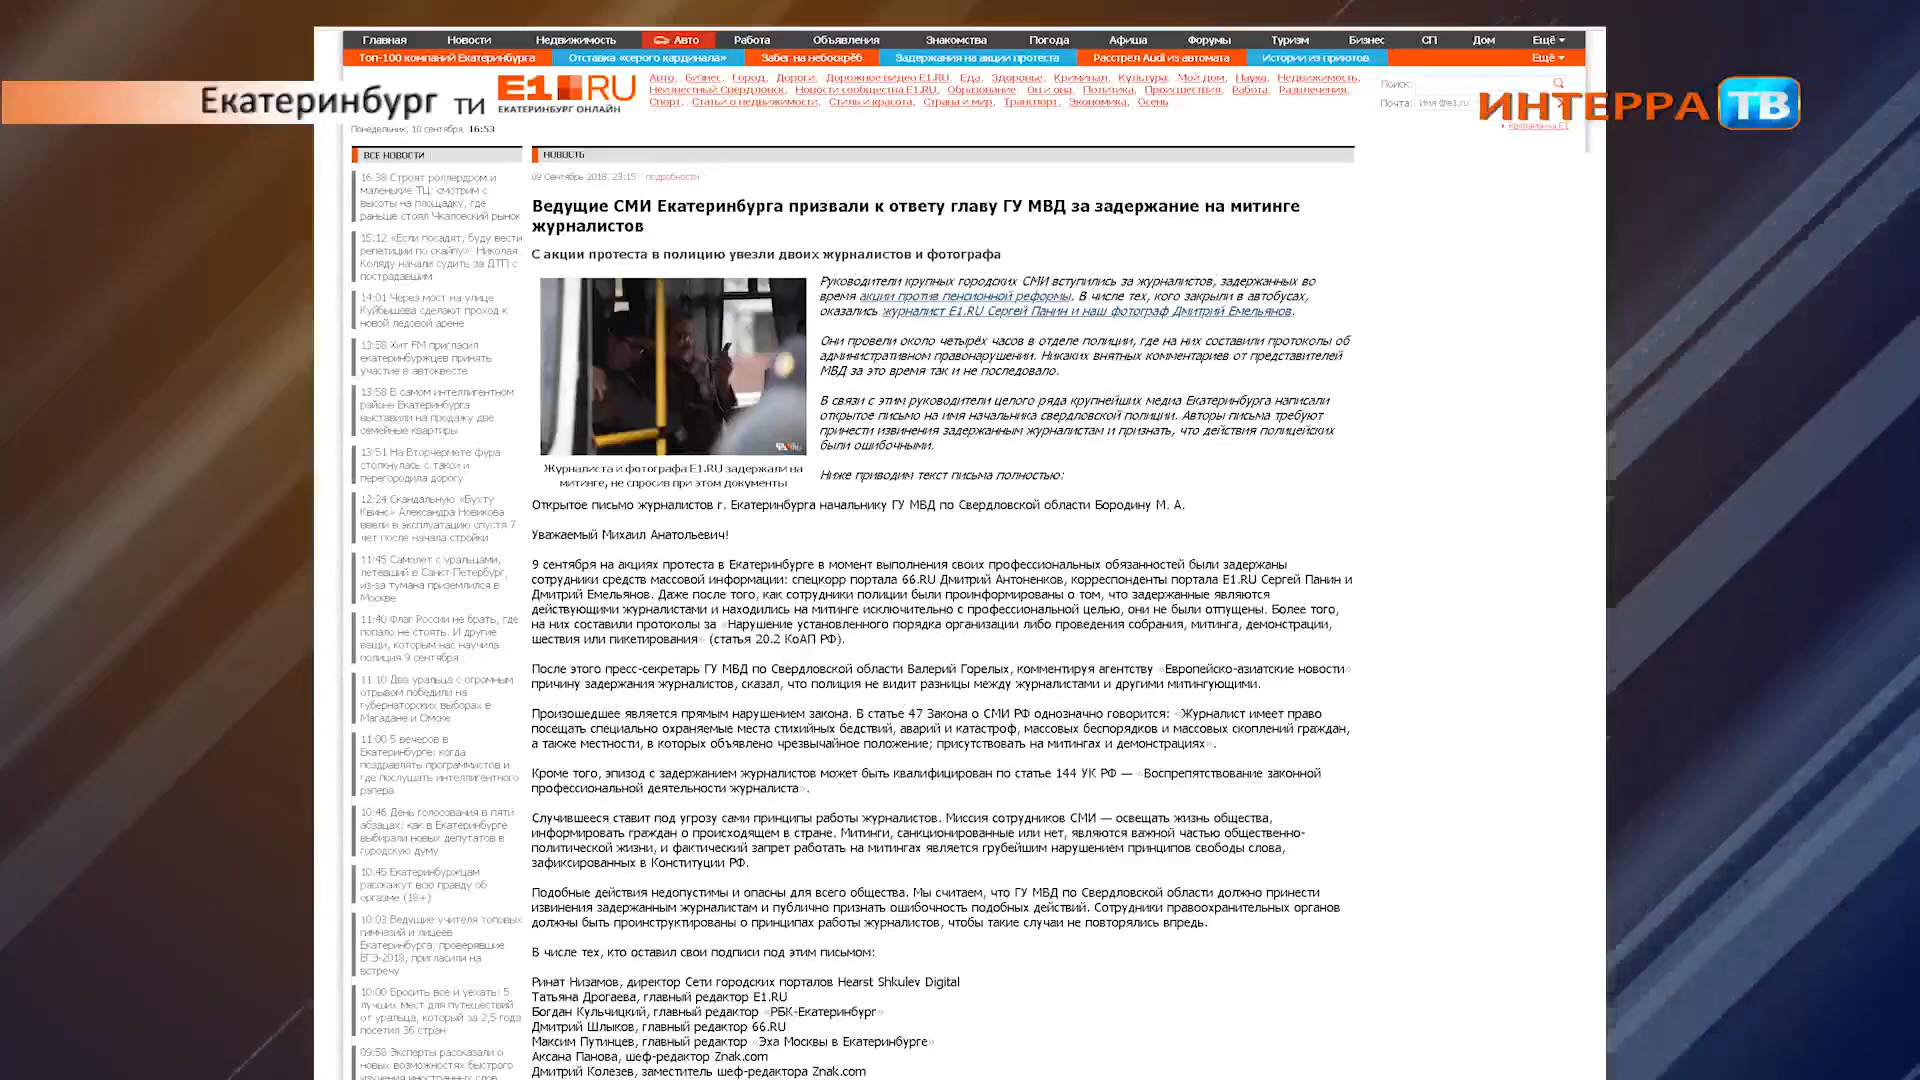 Главная Новости Недвижимость Авто Работа Объявления Знакомства Погода Афиша Форумы Туризм Бизнес СП Дом Ещё
Топ-100 компаний Екатеринбурга Отставка «серого кардинала» Забег на небоскрёб Задержания на акции протеста Расстрел Audi из автомата Истории из приютов Ещё
Екатеринбург ти
E1.RU
ЕКАТЕРИНБУРГ ОНЛАЙН
Авто, Бизнес, Город, Дороги, Дорожное видео E1.RU, Еда, Здоровье, Криминал, Культура, Мой дом, Наука, Недвижимость,
Неизвестный Свердловск, Новости сообщества E1.RU, Образование, Он и она, Политика, Происшествия, Работа, Развлечения,
Спорт, Статьи о недвижимости, Стиль и красота, Страна и мир, Транспорт, Экономика, Осень
Поиск:
Почта: Имя @e1.ru
Реклама на E1
ИНТЕРРА ТВ
Понедельник, 10 сентября, 16:53
ВСЕ НОВОСТИ
16:38 Строят роллердром и
маленькие ТЦ: смотрим с
высоты на площадку, где
раньше стоял Чкаловский рынок
15:12 «Если посадят, буду вести
репетиции по скайпу»: Николая
Коляду начали судить за ДТП с
пострадавшим
14:01 Через мост на улице
Куйбышева сделают проход к
новой ледовой арене
13:58 Хит FM пригласил
екатеринбуржцев принять
участие в автоквесте
13:58 В самом интеллигентном
районе Екатеринбурга
выставили на продажу две
семейные квартиры
13:51 На Вторчермете фура
столкнулась с такси и
перегородила дорогу
12:24 Скандальную «Бухту
Квинс» Александра Новикова
ввели в эксплуатацию спустя 7
лет после начала стройки
11:45 Самолёт с уральцами,
летевший в Санкт-Петербург,
из-за тумана приземлился в
Москве
11:40 Флаг России не брать, где
попало не стоять. И другие
вещи, которым нас научила
полиция 9 сентября
11:10 Два уральца с огромным
отрывом победили на
губернаторских выборах в
Магадане и Омске
11:00 5 вечеров в
Екатеринбурге: когда
поздравлять программистов и
где послушать интеллигентного
рэпера
10:46 День голосования в пяти
абзацах: как в Екатеринбурге
выбирали новых депутатов в
городскую думу
10:45 Екатеринбуржцам
расскажут всю правду об
оргазме (18+)
10:03 Ведущие учителя топовых
гимназий и лицеев
Екатеринбурга, проверявшие
ЕГЭ-2018, пригласили на
встречу
10:00 Бросить все и уехать: 5
лучших мест для путешествий
от уральца, который за 2,5 года
посетил 36 стран
09:58 Эксперты рассказали о
новых возможностях быстрого
изучения иностранных слов
НОВОСТЬ
09 Сентябрь 2018, 23:15 подробности
Ведущие СМИ Екатеринбурга призвали к ответу главу ГУ МВД за задержание на митинге
журналистов
С акции протеста в полицию увезли двоих журналистов и фотографа
Руководители крупных городских СМИ вступились за журналистов, задержанных во
время акции против пенсионной реформы. В числе тех, кого закрыли в автобусах,
оказались журналист E1.RU Сергей Панин и наш фотограф Дмитрий Емельянов.
Они провели около четырёх часов в отделе полиции, где на них составили протоколы об
административном правонарушении. Никаких внятных комментариев от представителей
МВД за это время так и не последовало.
В связи с этим руководители целого ряда крупнейших медиа Екатеринбурга написали
открытое письмо на имя начальника свердловской полиции. Авторы письма требуют
принести извинения задержанным журналистам и признать, что действия полицейских
были ошибочными.
Ниже приводим текст письма полностью:
Журналиста и фотографа E1.RU задержали на
митинге, не спросив при этом документы
Открытое письмо журналистов г. Екатеринбурга начальнику ГУ МВД по Свердловской области Бородину М. А.
Уважаемый Михаил Анатольевич!
9 сентября на акциях протеста в Екатеринбурге в момент выполнения своих профессиональных обязанностей были задержаны
сотрудники средств массовой информации: спецкорр портала 66.RU Дмитрий Антоненков, корреспонденты портала E1.RU Сергей Панин и
Дмитрий Емельянов. Даже после того, как сотрудники полиции были проинформированы о том, что задержанные являются
действующими журналистами и находились на митинге исключительно с профессиональной целью, они не были отпущены. Более того,
на них составили протоколы за «Нарушение установленного порядка организации либо проведения собрания, митинга, демонстрации,
шествия или пикетирования» (статья 20.2 КоАП РФ).
После этого пресс-секретарь ГУ МВД по Свердловской области Валерий Горелых, комментируя агентству «Европейско-азиатские новости»
причину задержания журналистов, сказал, что полиция не видит разницы между журналистами и другими митингующими.
Произошедшее является прямым нарушением закона. В статье 47 Закона о СМИ РФ однозначно говорится: «Журналист имеет право
посещать специально охраняемые места стихийных бедствий, аварий и катастроф, массовых беспорядков и массовых скоплений граждан,
а также местности, в которых объявлено чрезвычайное положение; присутствовать на митингах и демонстрациях».
Кроме того, эпизод с задержанием журналистов может быть квалифицирован по статье 144 УК РФ — «Воспрепятствование законной
профессиональной деятельности журналиста».
Случившееся ставит под угрозу сами принципы работы журналистов. Миссия сотрудников СМИ — освещать жизнь общества,
информировать граждан о происходящем в стране. Митинги, санкционированные или нет, являются важной частью общественно-
политической жизни, и фактический запрет работать на митингах является грубейшим нарушением принципов свободы слова,
зафиксированных в Конституции РФ.
Подобные действия недопустимы и опасны для всего общества. Мы считаем, что ГУ МВД по Свердловской области должно принести
извинения задержанным журналистам и публично признать ошибочность подобных действий. Сотрудники правоохранительных органов
должны быть проинструктированы о принципах работы журналистов, чтобы такие случаи не повторялись впредь.
В числе тех, кто оставил свои подписи под этим письмом:
Ринат Низамов, директор Сети городских порталов Hearst Shkulev Digital
Татьяна Дрогаева, главный редактор E1.RU
Богдан Кульчицкий, главный редактор «РБК-Екатеринбург»
Дмитрий Шлыков, главный редактор 66.RU
Максим Путинцев, главный редактор «Эха Москвы в Екатеринбурге»
Аксана Панова, шеф-редактор Znak.com
Дмитрий Колезев, заместитель шеф-редактора Znak.com